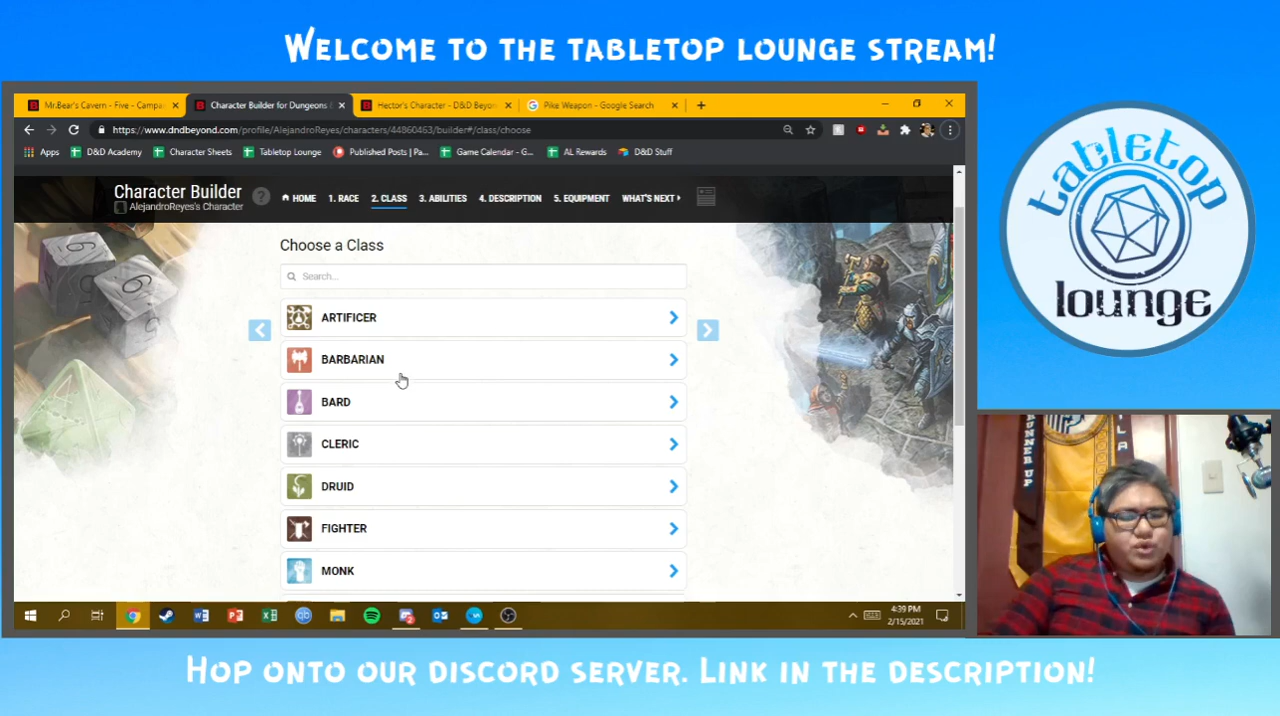 WELCOME TO THE TABLETOP LOUNGE STREAM!
Mr.Bear's Cavern - Five - Campa
Character Builder for Dungeons &
Hector's Character - D&D Beyon
Pike Weapon - Google Search
https://www.dndbeyond.com/profile/AlejandroReyes/characters/44860463/builder#/class/choose
Apps
D&D Academy
Character Sheets
Tabletop Lounge
Published Posts | Pa...
Game Calendar - G...
AL Rewards
D&D Stuff
Character Builder
AlejandroReyes's Character
?
HOME
1. RACE
2. CLASS
3. ABILITIES
4. DESCRIPTION
5. EQUIPMENT
WHAT'S NEXT
Choose a Class
Search...
ARTIFICER
BARBARIAN
BARD
CLERIC
DRUID
FIGHTER
MONK
4:39 PM
2/15/2021
tabletop
lounge
RUNNER UP
HOP ONTO OUR DISCORD SERVER. LINK IN THE DESCRIPTION!